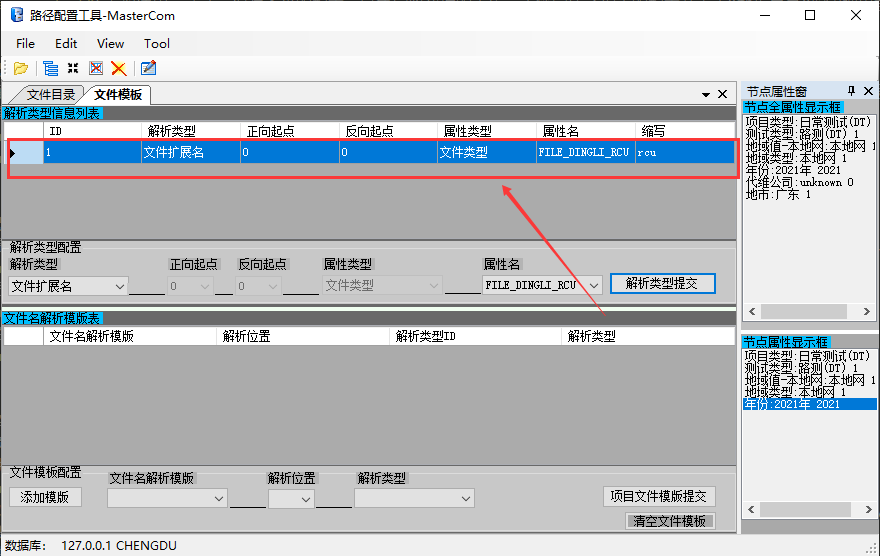 路径配置工具-MasterCom
File Edit View Tool
文件目录 文件模板
解析类型信息列表
ID 解析类型 正向起点 反向起点 属性类型 属性名 缩写
1 文件扩展名 0 0 文件类型 FILE_DINGLI_RCU rcu
解析类型配置
解析类型 正向起点 反向起点 属性类型 属性名
文件扩展名 0 0 文件类型 FILE_DINGLI_RCU 解析类型提交
文件名解析模版表
文件名解析模版 解析位置 解析类型ID 解析类型
文件模板配置
文件名解析模版 解析位置 解析类型
添加模版 项目文件模版提交
清空文件模板
节点属性窗
节点全属性显示框
项目类型:日常测试(DT)
测试类型:路测(DT) 1
地域值-本地网:本地网 1
地域类型:本地网 1
年份:2021年 2021
代维公司:unknown 0
地市:广东 1
节点属性显示框
项目类型:日常测试(DT)
测试类型:路测(DT) 1
地域值-本地网:本地网 1
地域类型:本地网 1
年份:2021年 2021
数据库: 127.0.0.1 CHENGDU